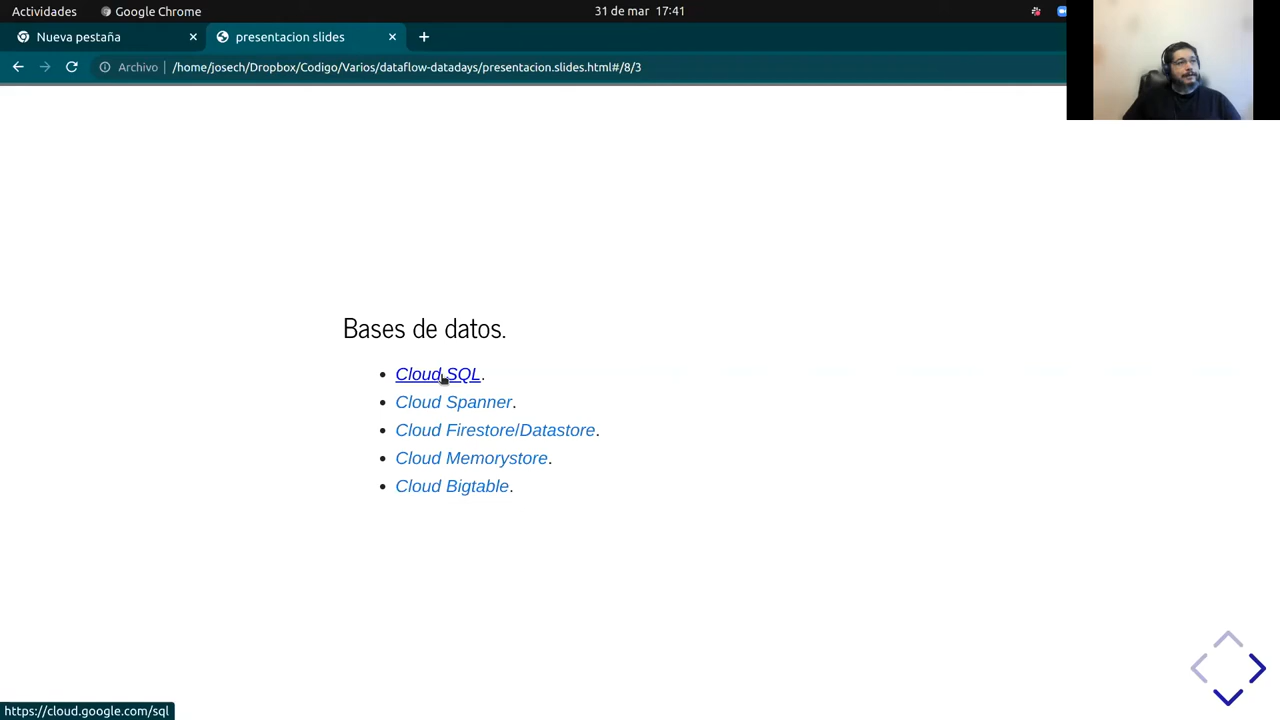 Actividades Google Chrome 31 de mar 17:41
Nueva pestaña presentacion slides
Archivo /home/josech/Dropbox/Codigo/Varios/dataflow-datadays/presentacion.slides.html#/8/3
Bases de datos.
Cloud SQL.
Cloud Spanner.
Cloud Firestore/Datastore.
Cloud Memorystore.
Cloud Bigtable.
https://cloud.google.com/sql